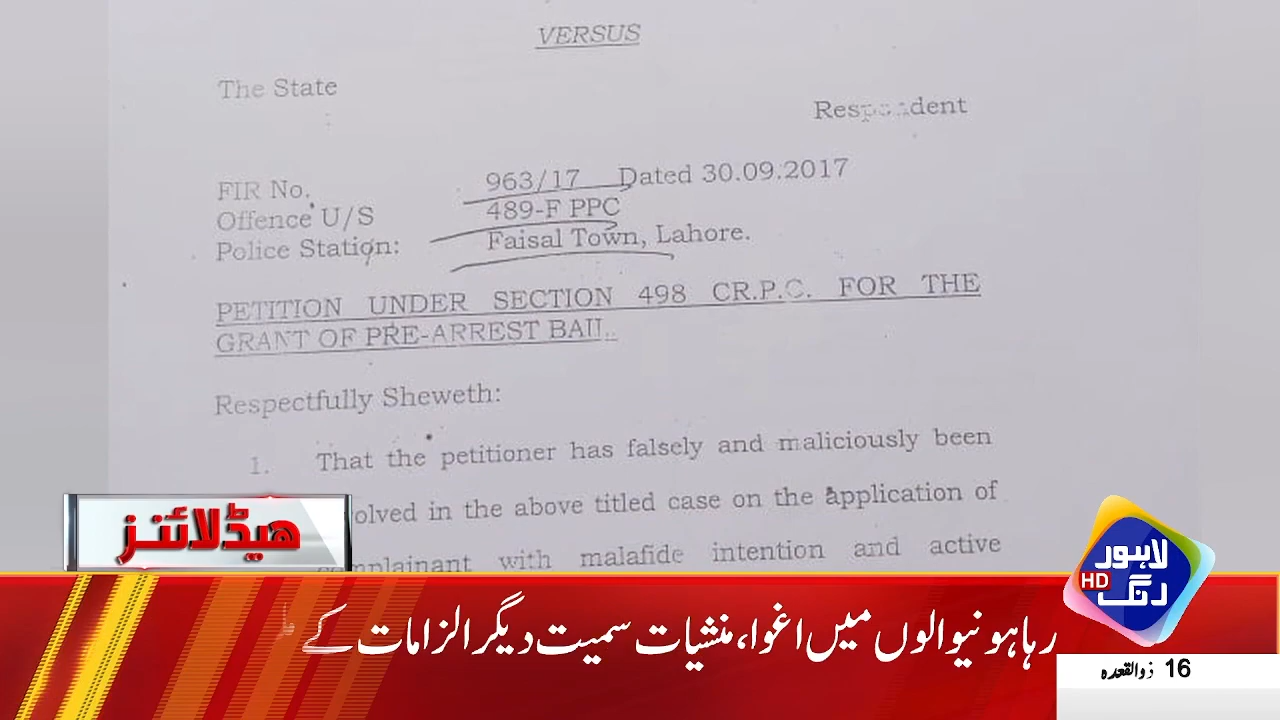 VERSUS
The State
Respondent
FIR No. 963/17 Dated 30.09.2017
Offence U/S 489-F PPC
Police Station: Faisal Town, Lahore.
PETITION UNDER SECTION 498 CR.P.C. FOR THE
GRANT OF PRE-ARREST BAIL.
Respectfully Sheweth:
1. That the petitioner has falsely and maliciously been
olved in the above titled case on the application of
complainant with malafide intention and active
ہیڈلائنز
لاہور
رنگ HD
رہا ہونیوالوں میں اغوا، منشیات سمیت دیگر الزامات کے
16 ذوالقعدہ